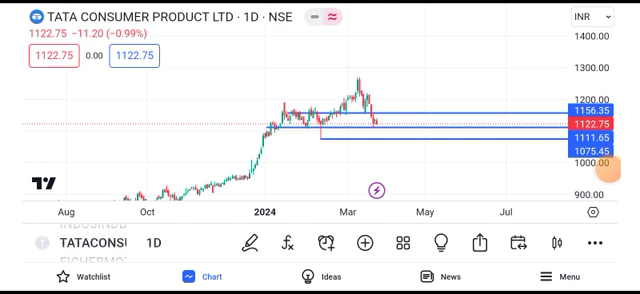 TATA CONSUMER PRODUCT LTD · 1D · NSE
INR
1122.75 −11.20 (−0.99%)
1122.75 0.00 1122.75
1400.00
1300.00
1200.00
1156.35
1122.75
1111.65
1075.45
1000.00
900.00
Aug Oct 2024 Mar May Jul
TATACONSU 1D
Watchlist Chart Ideas News Menu